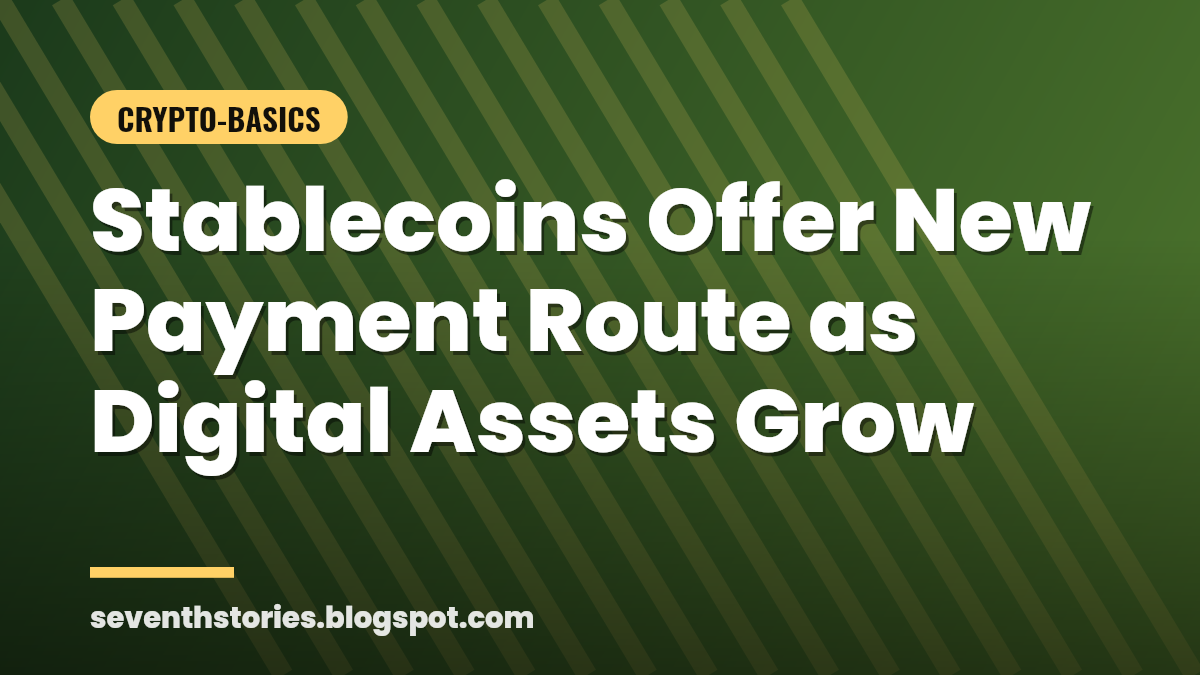 CRYPTO-BASICS
Stablecoins Offer New
Payment Route as
Digital Assets Grow
seventhstories.blogspot.com